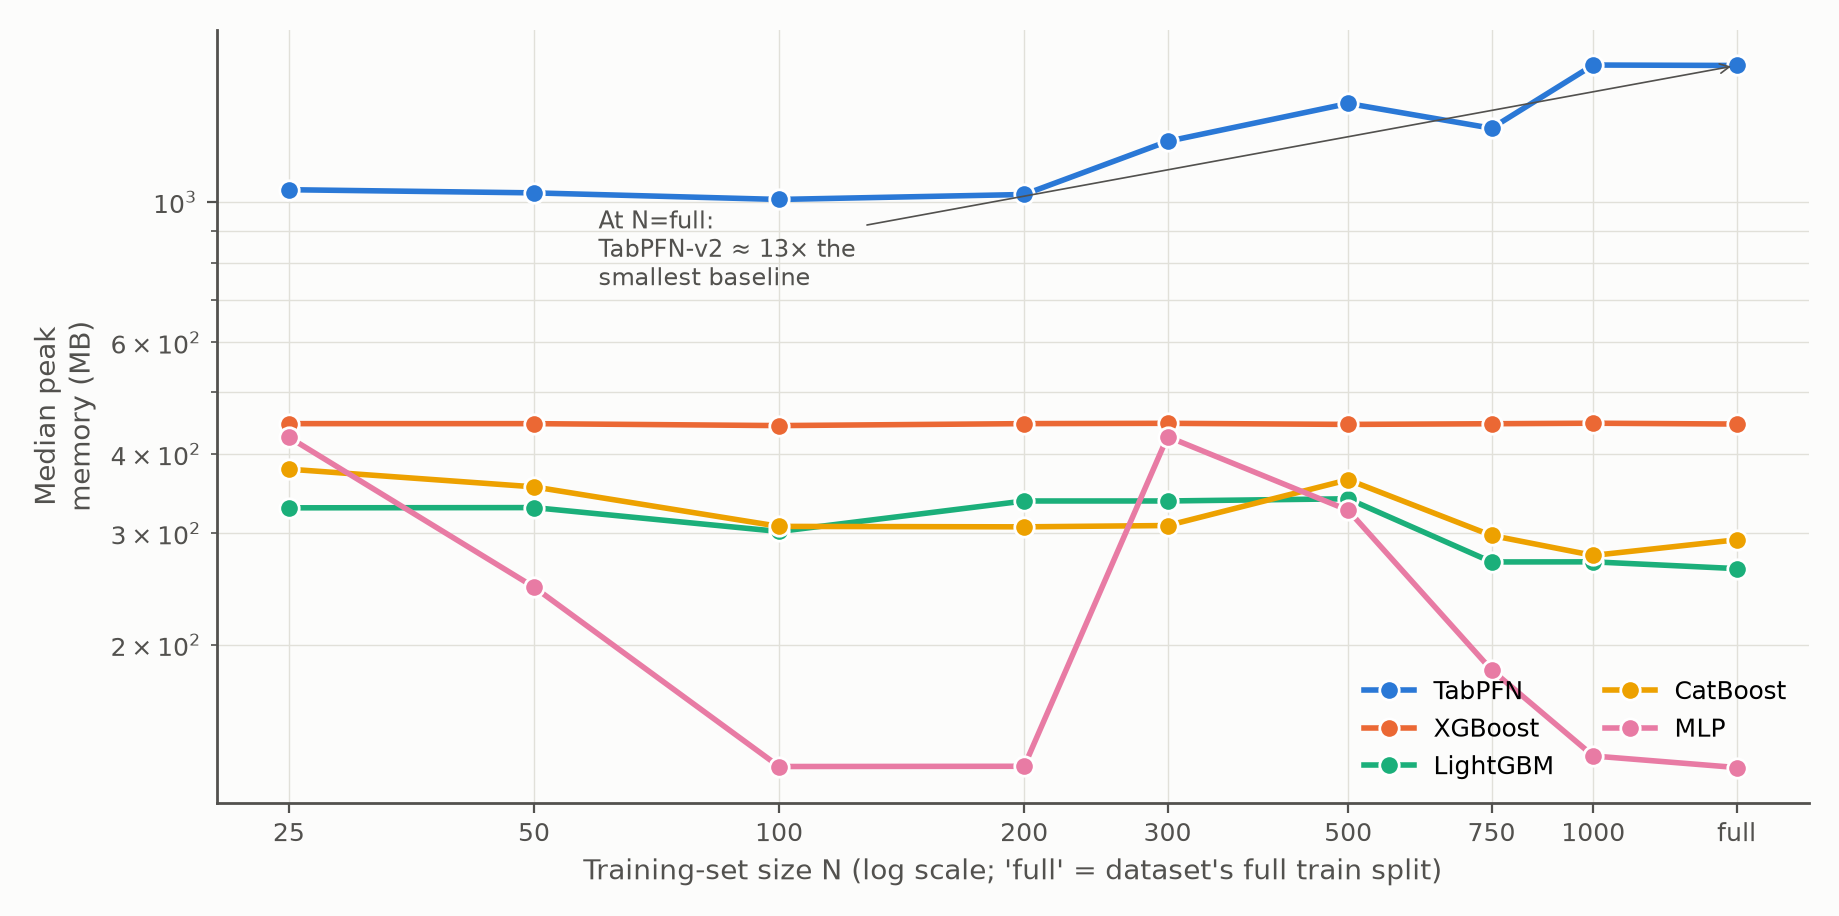 10³
6 × 10²
4 × 10²
3 × 10²
2 × 10²
Median peak
memory (MB)
At N=full:
TabPFN-v2 ≈ 13× the
smallest baseline
TabPFN
XGBoost
LightGBM
CatBoost
MLP
25 50 100 200 300 500 750 1000 full
Training-set size N (log scale; 'full' = dataset's full train split)